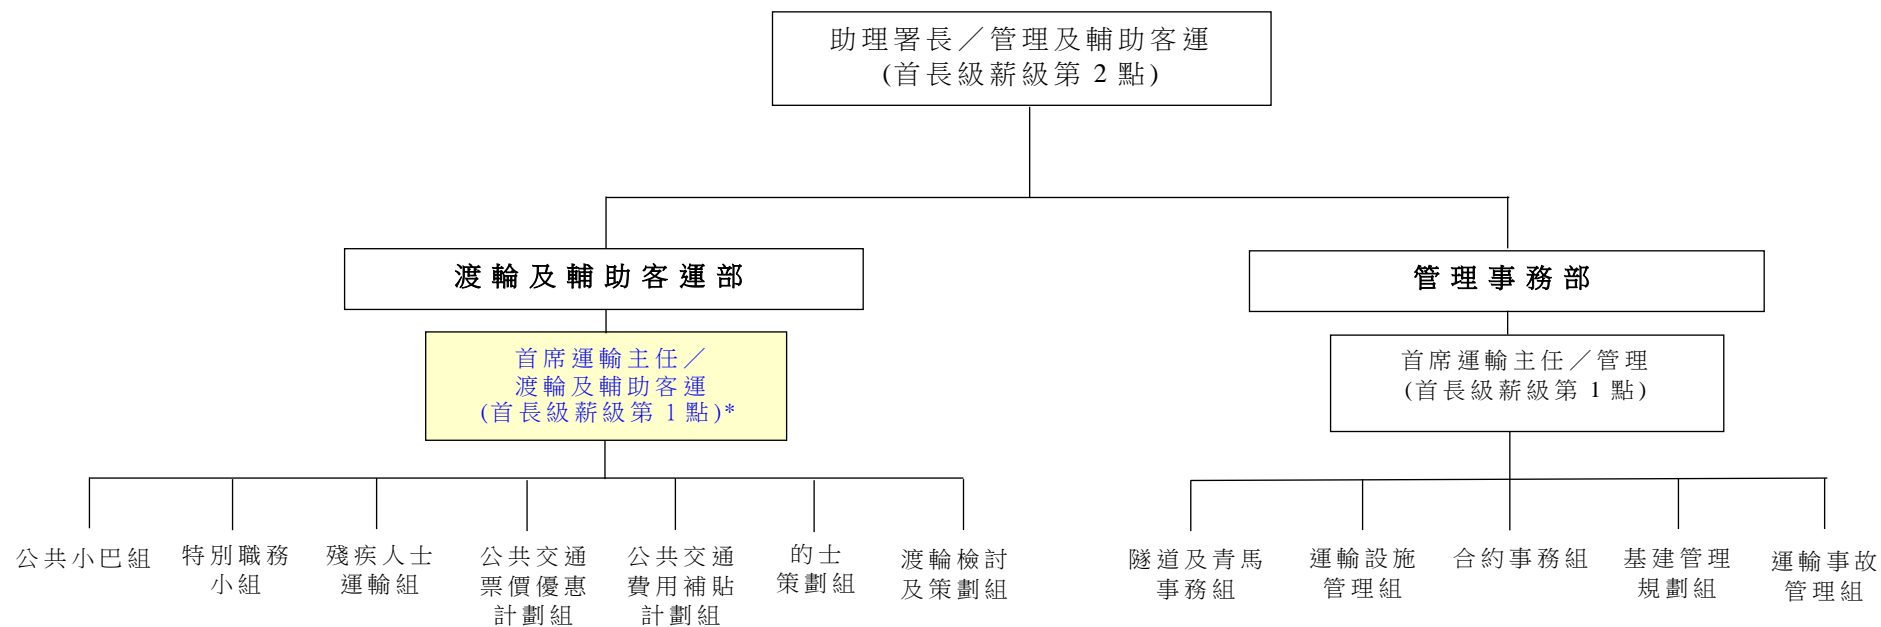 助理署長／管理及輔助客運
(首長級薪級第 2 點)
渡輪及輔助客運部
管理事務部
首席運輸主任／
渡輪及輔助客運
(首長級薪級第 1 點)*
首席運輸主任／管理
(首長級薪級第 1 點)
公共小巴組
特別職務
小組
殘疾人士
運輸組
公共交通
票價優惠
計劃組
公共交通
費用補貼
計劃組
的士
策劃組
渡輪檢討
及策劃組
隧道及青馬
事務組
運輸設施
管理組
合約事務組
基建管理
規劃組
運輸事故
管理組